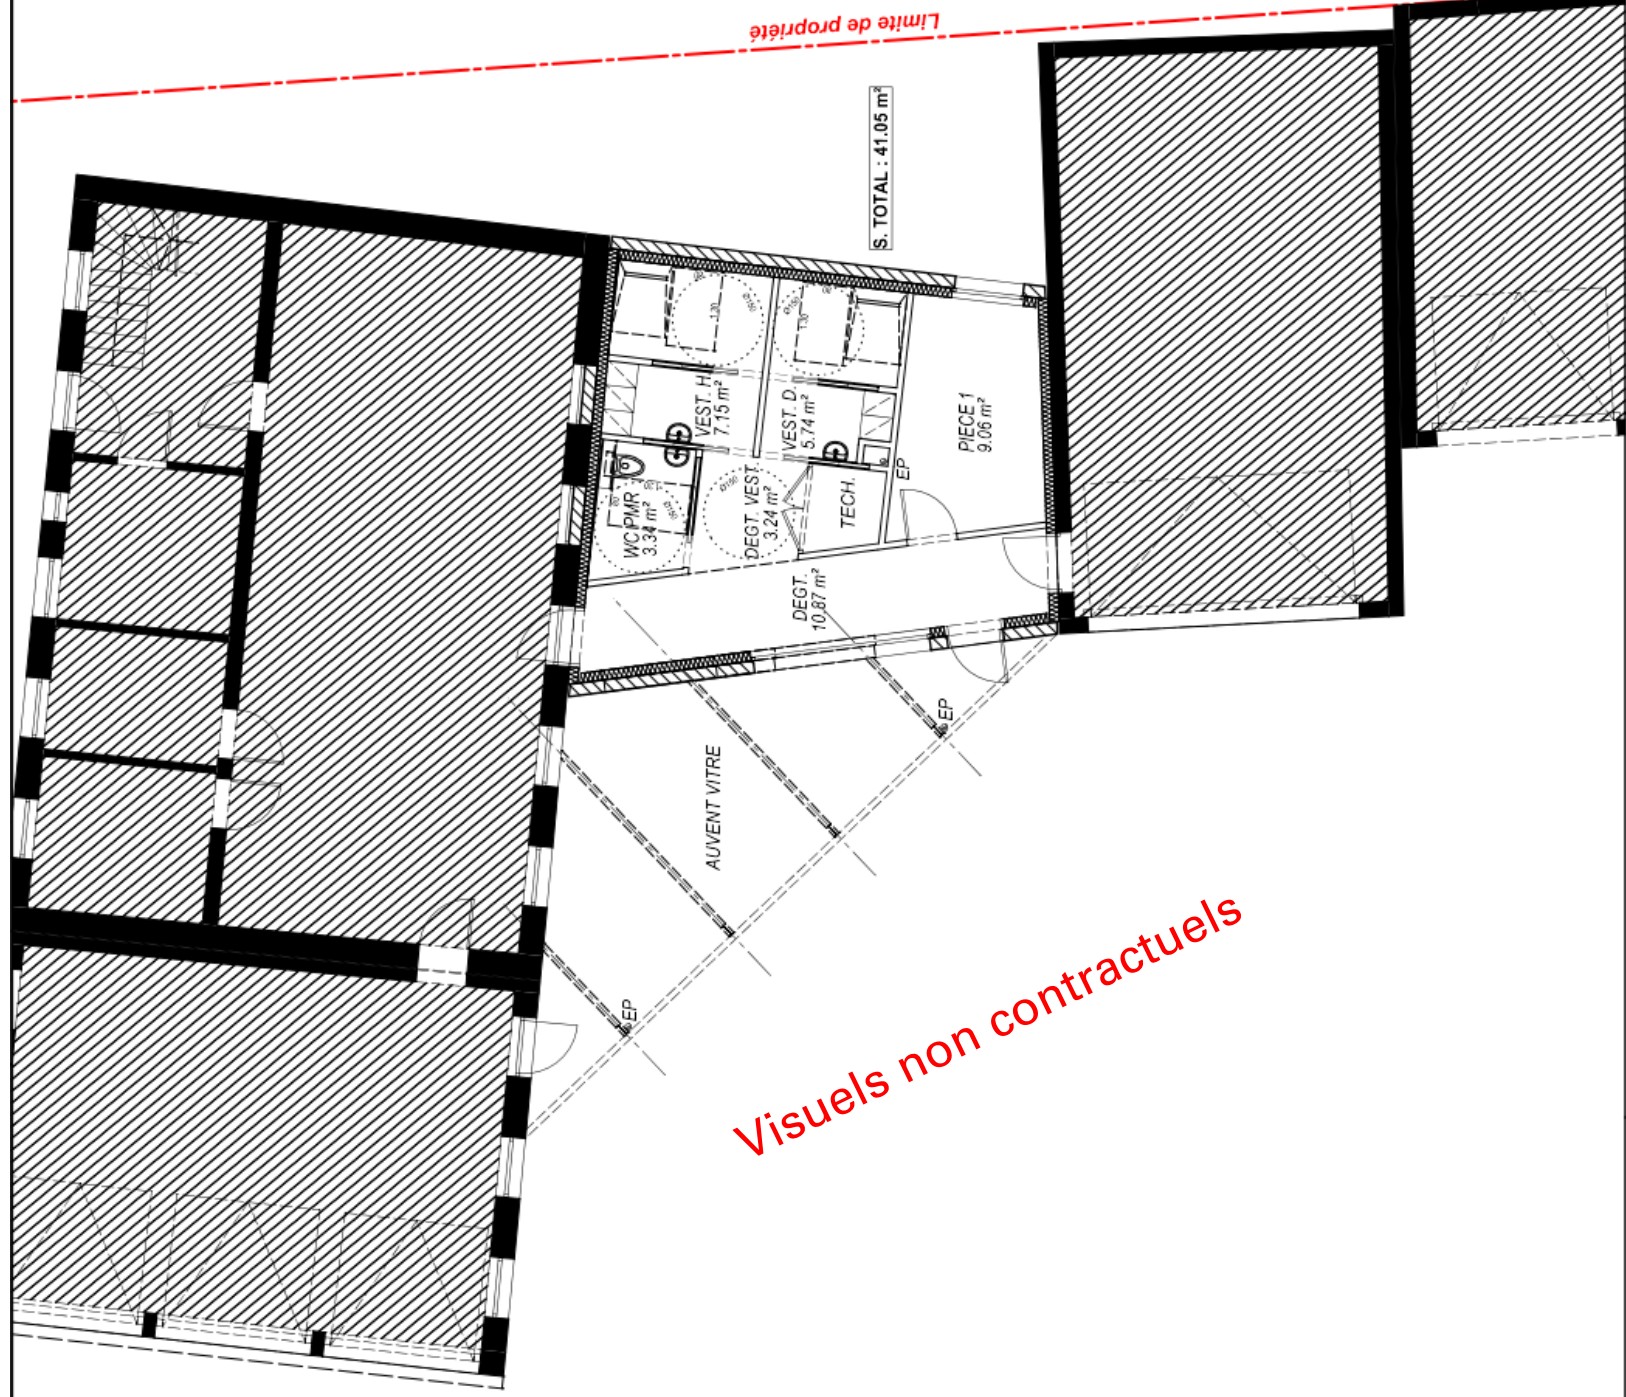 Limite de propriété
S. TOTAL : 41.05 m²
VEST. H.
7.15 m²
VEST. D.
5.74 m²
PIECE 1
9.06 m²
EP
WC PMR
3.34 m²
DEGT. VEST.
3.24 m²
TECH.
DEGT.
10.87 m²
AUVENT VITRE
EP
EP
Visuels non contractuels